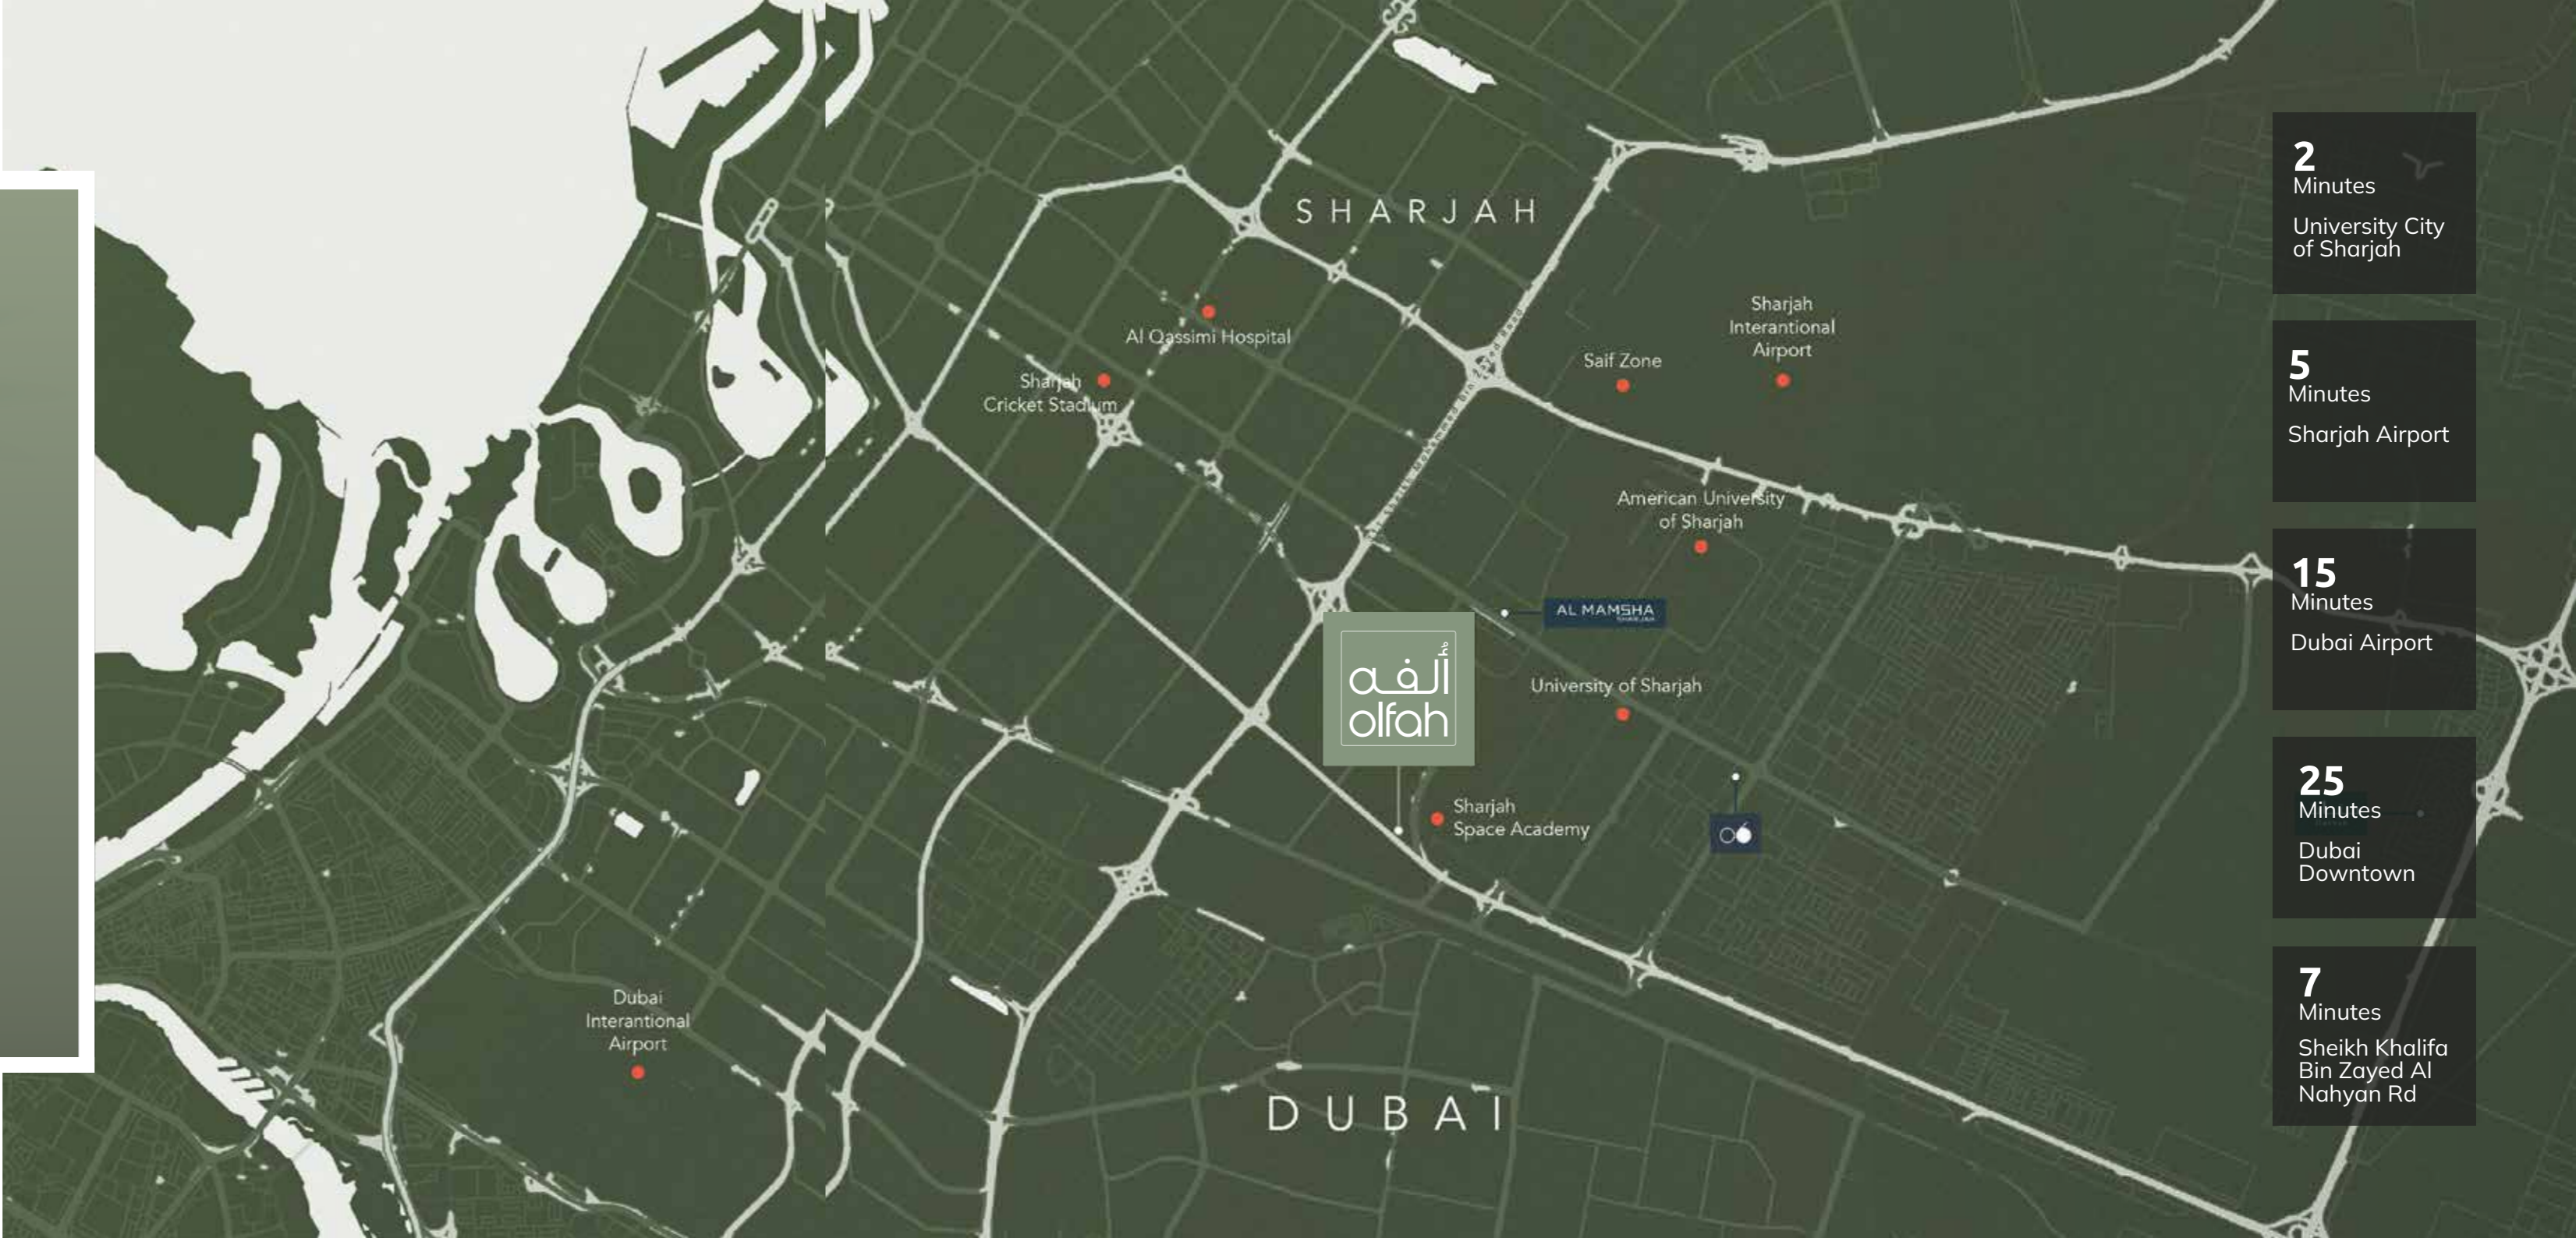 SHARJAH
Al Qassimi Hospital
Sharjah
Cricket Stadium
Saif Zone
Sharjah
Interantional
Airport
American University
of Sharjah
AL MAMSHA
SHARJAH
ألفه
olfah
University of Sharjah
Sharjah
Space Academy
Dubai
Interantional
Airport
DUBAI
2
Minutes
University City
of Sharjah
5
Minutes
Sharjah Airport
15
Minutes
Dubai Airport
25
Minutes
Dubai
Downtown
7
Minutes
Sheikh Khalifa
Bin Zayed Al
Nahyan Rd